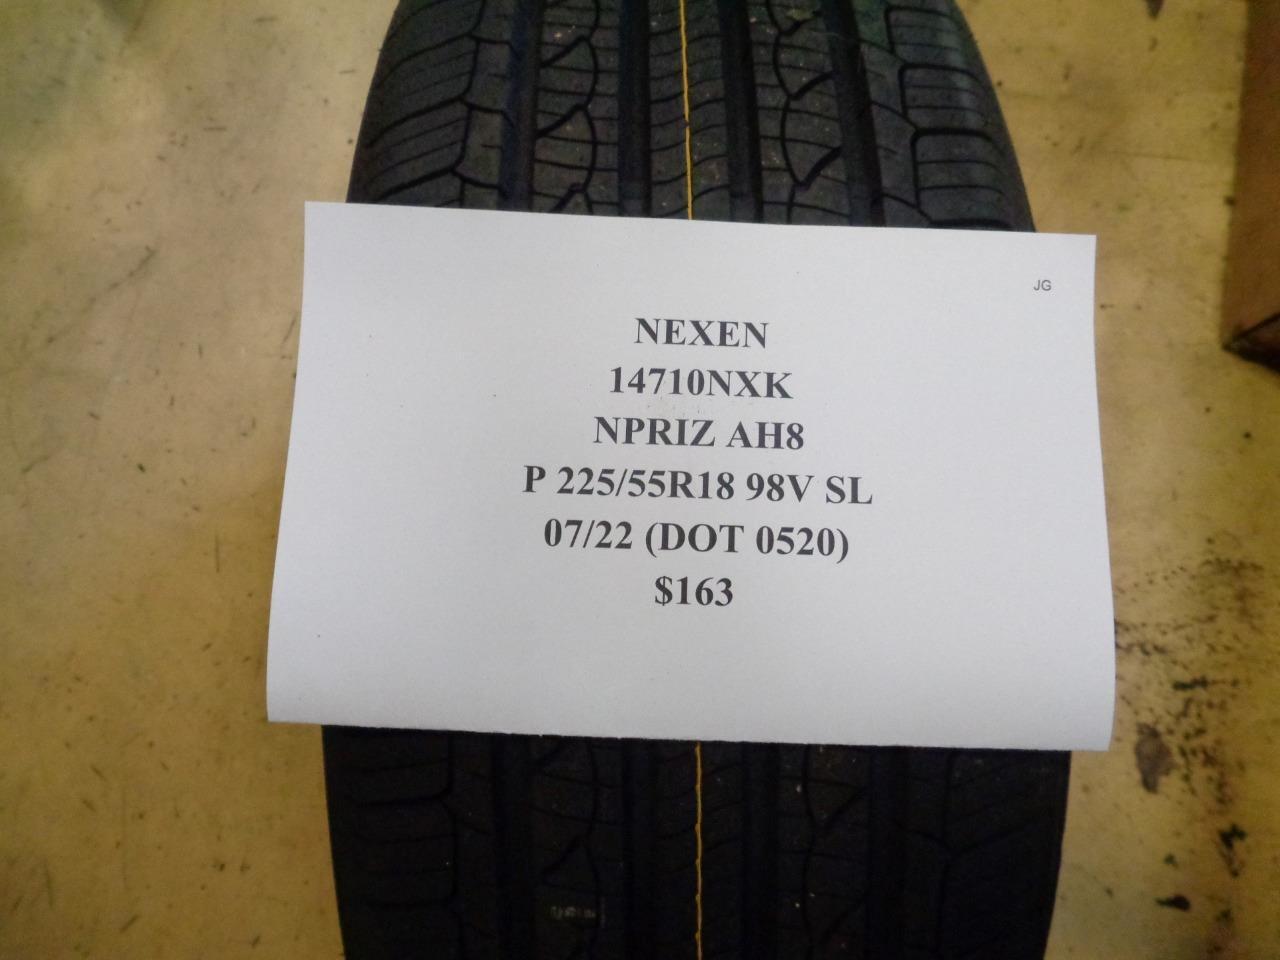 JG
NEXEN
14710NXK
NPRIZ AH8
P 225/55R18 98V SL
07/22 (DOT 0520)
$163